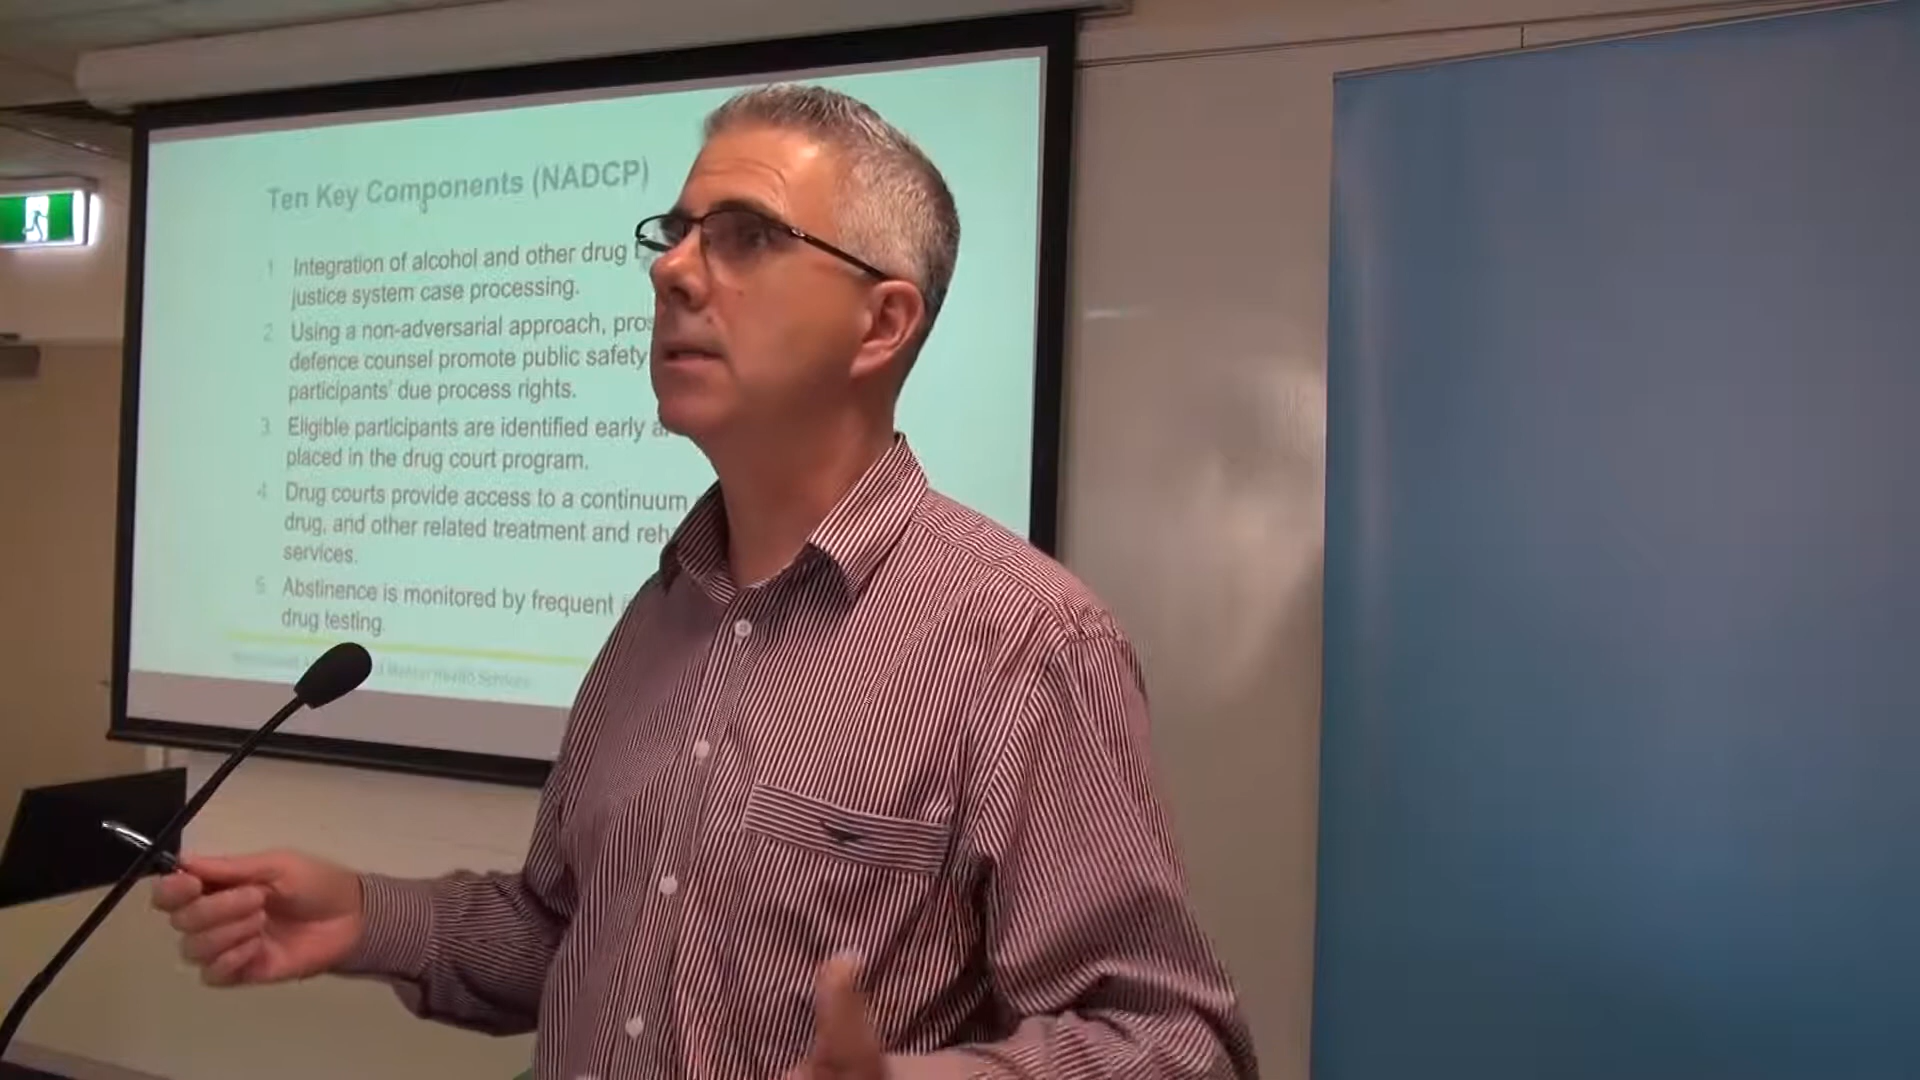 Ten Key Components (NADCP)
1 Integration of alcohol and other drug
justice system case processing.
2 Using a non-adversarial approach,
defence counsel promote public safety
participants' due process rights.
3 Eligible participants are identified early
placed in the drug court program.
4 Drug courts provide access to a continuum
drug, and other related treatment and
services.
5 Abstinence is monitored by frequent
drug testing.
Mental Health Services